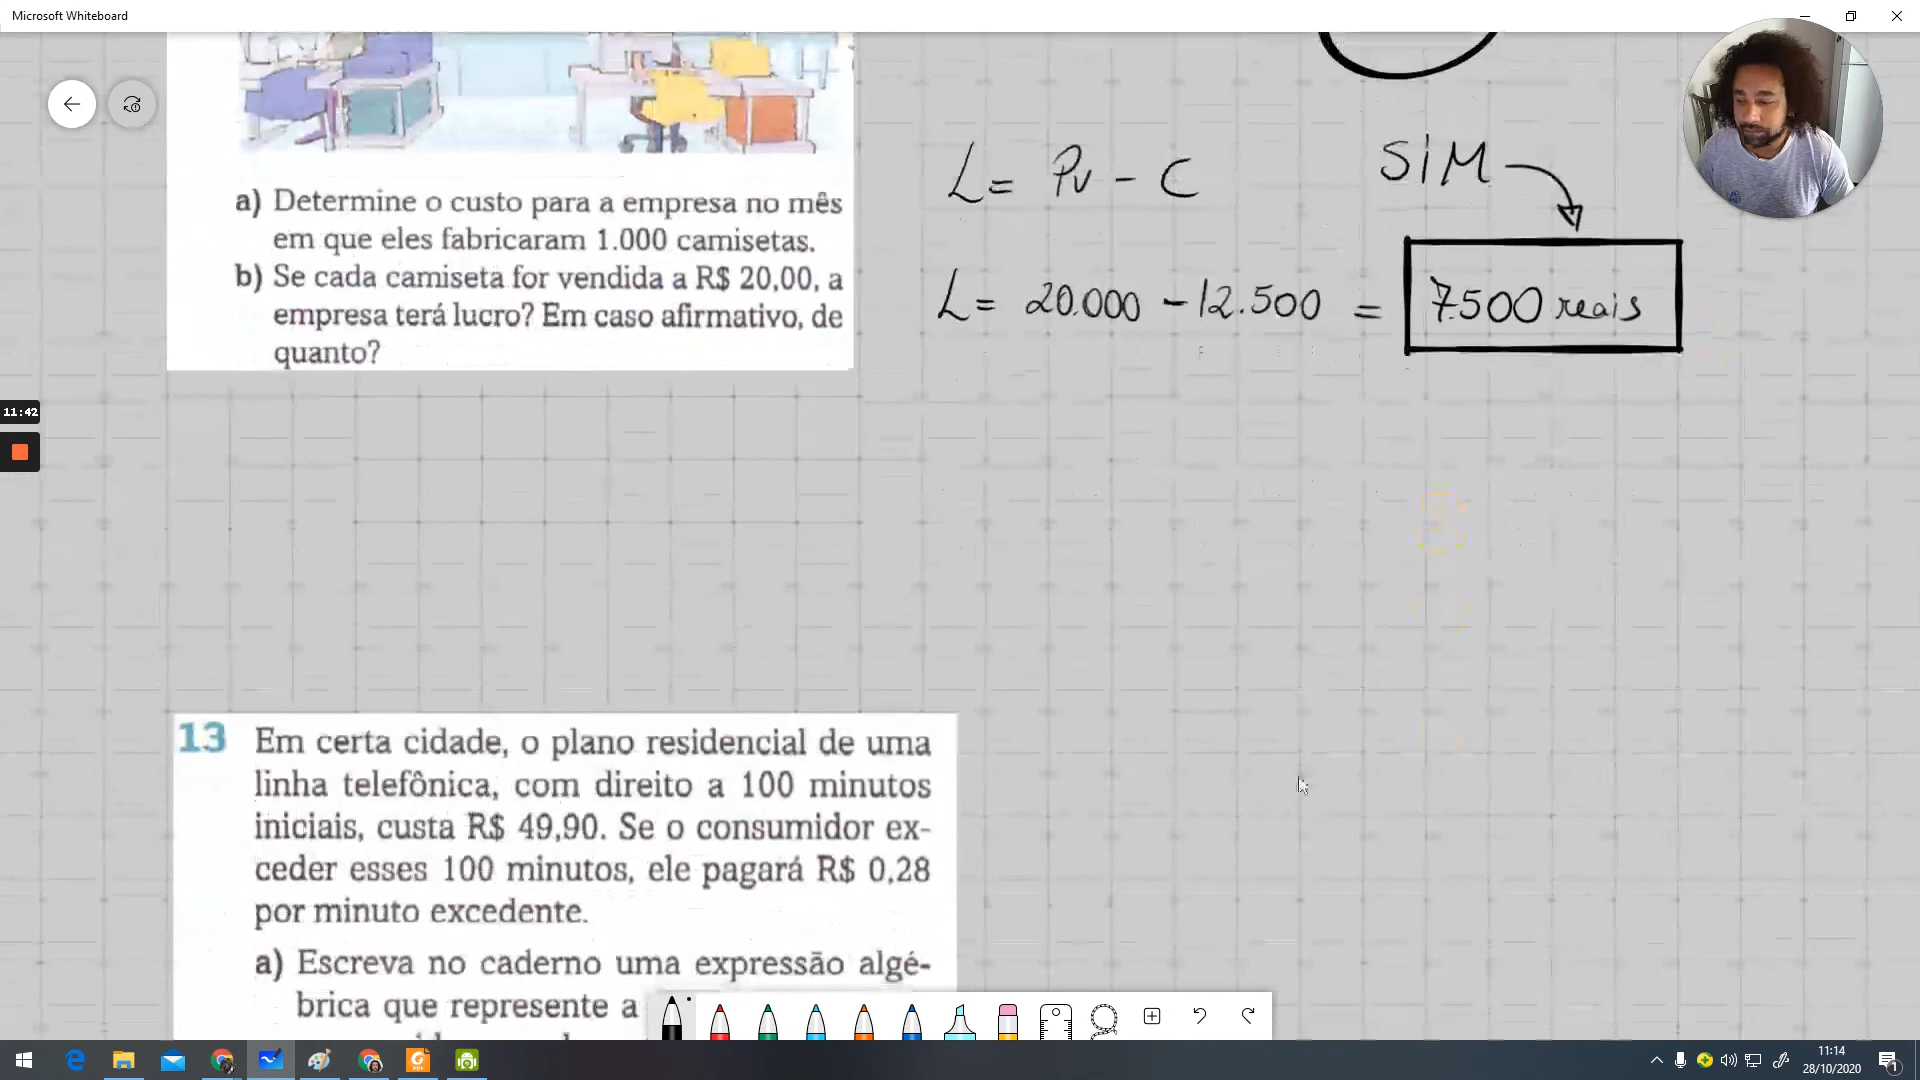 Microsoft Whiteboard
a) Determine o custo para a empresa no mês
em que eles fabricaram 1.000 camisetas.
b) Se cada camiseta for vendida a R$ 20,00, a
empresa terá lucro? Em caso afirmativo, de
quanto?
L = Pv - C
SIM
L = 20.000 - 12.500 = 7.500 reais
11:42
13 Em certa cidade, o plano residencial de uma
linha telefônica, com direito a 100 minutos
iniciais, custa R$ 49,90. Se o consumidor ex-
ceder esses 100 minutos, ele pagará R$ 0,28
por minuto excedente.
a) Escreva no caderno uma expressão algé-
brica que represente a
11:14
28/10/2020
1